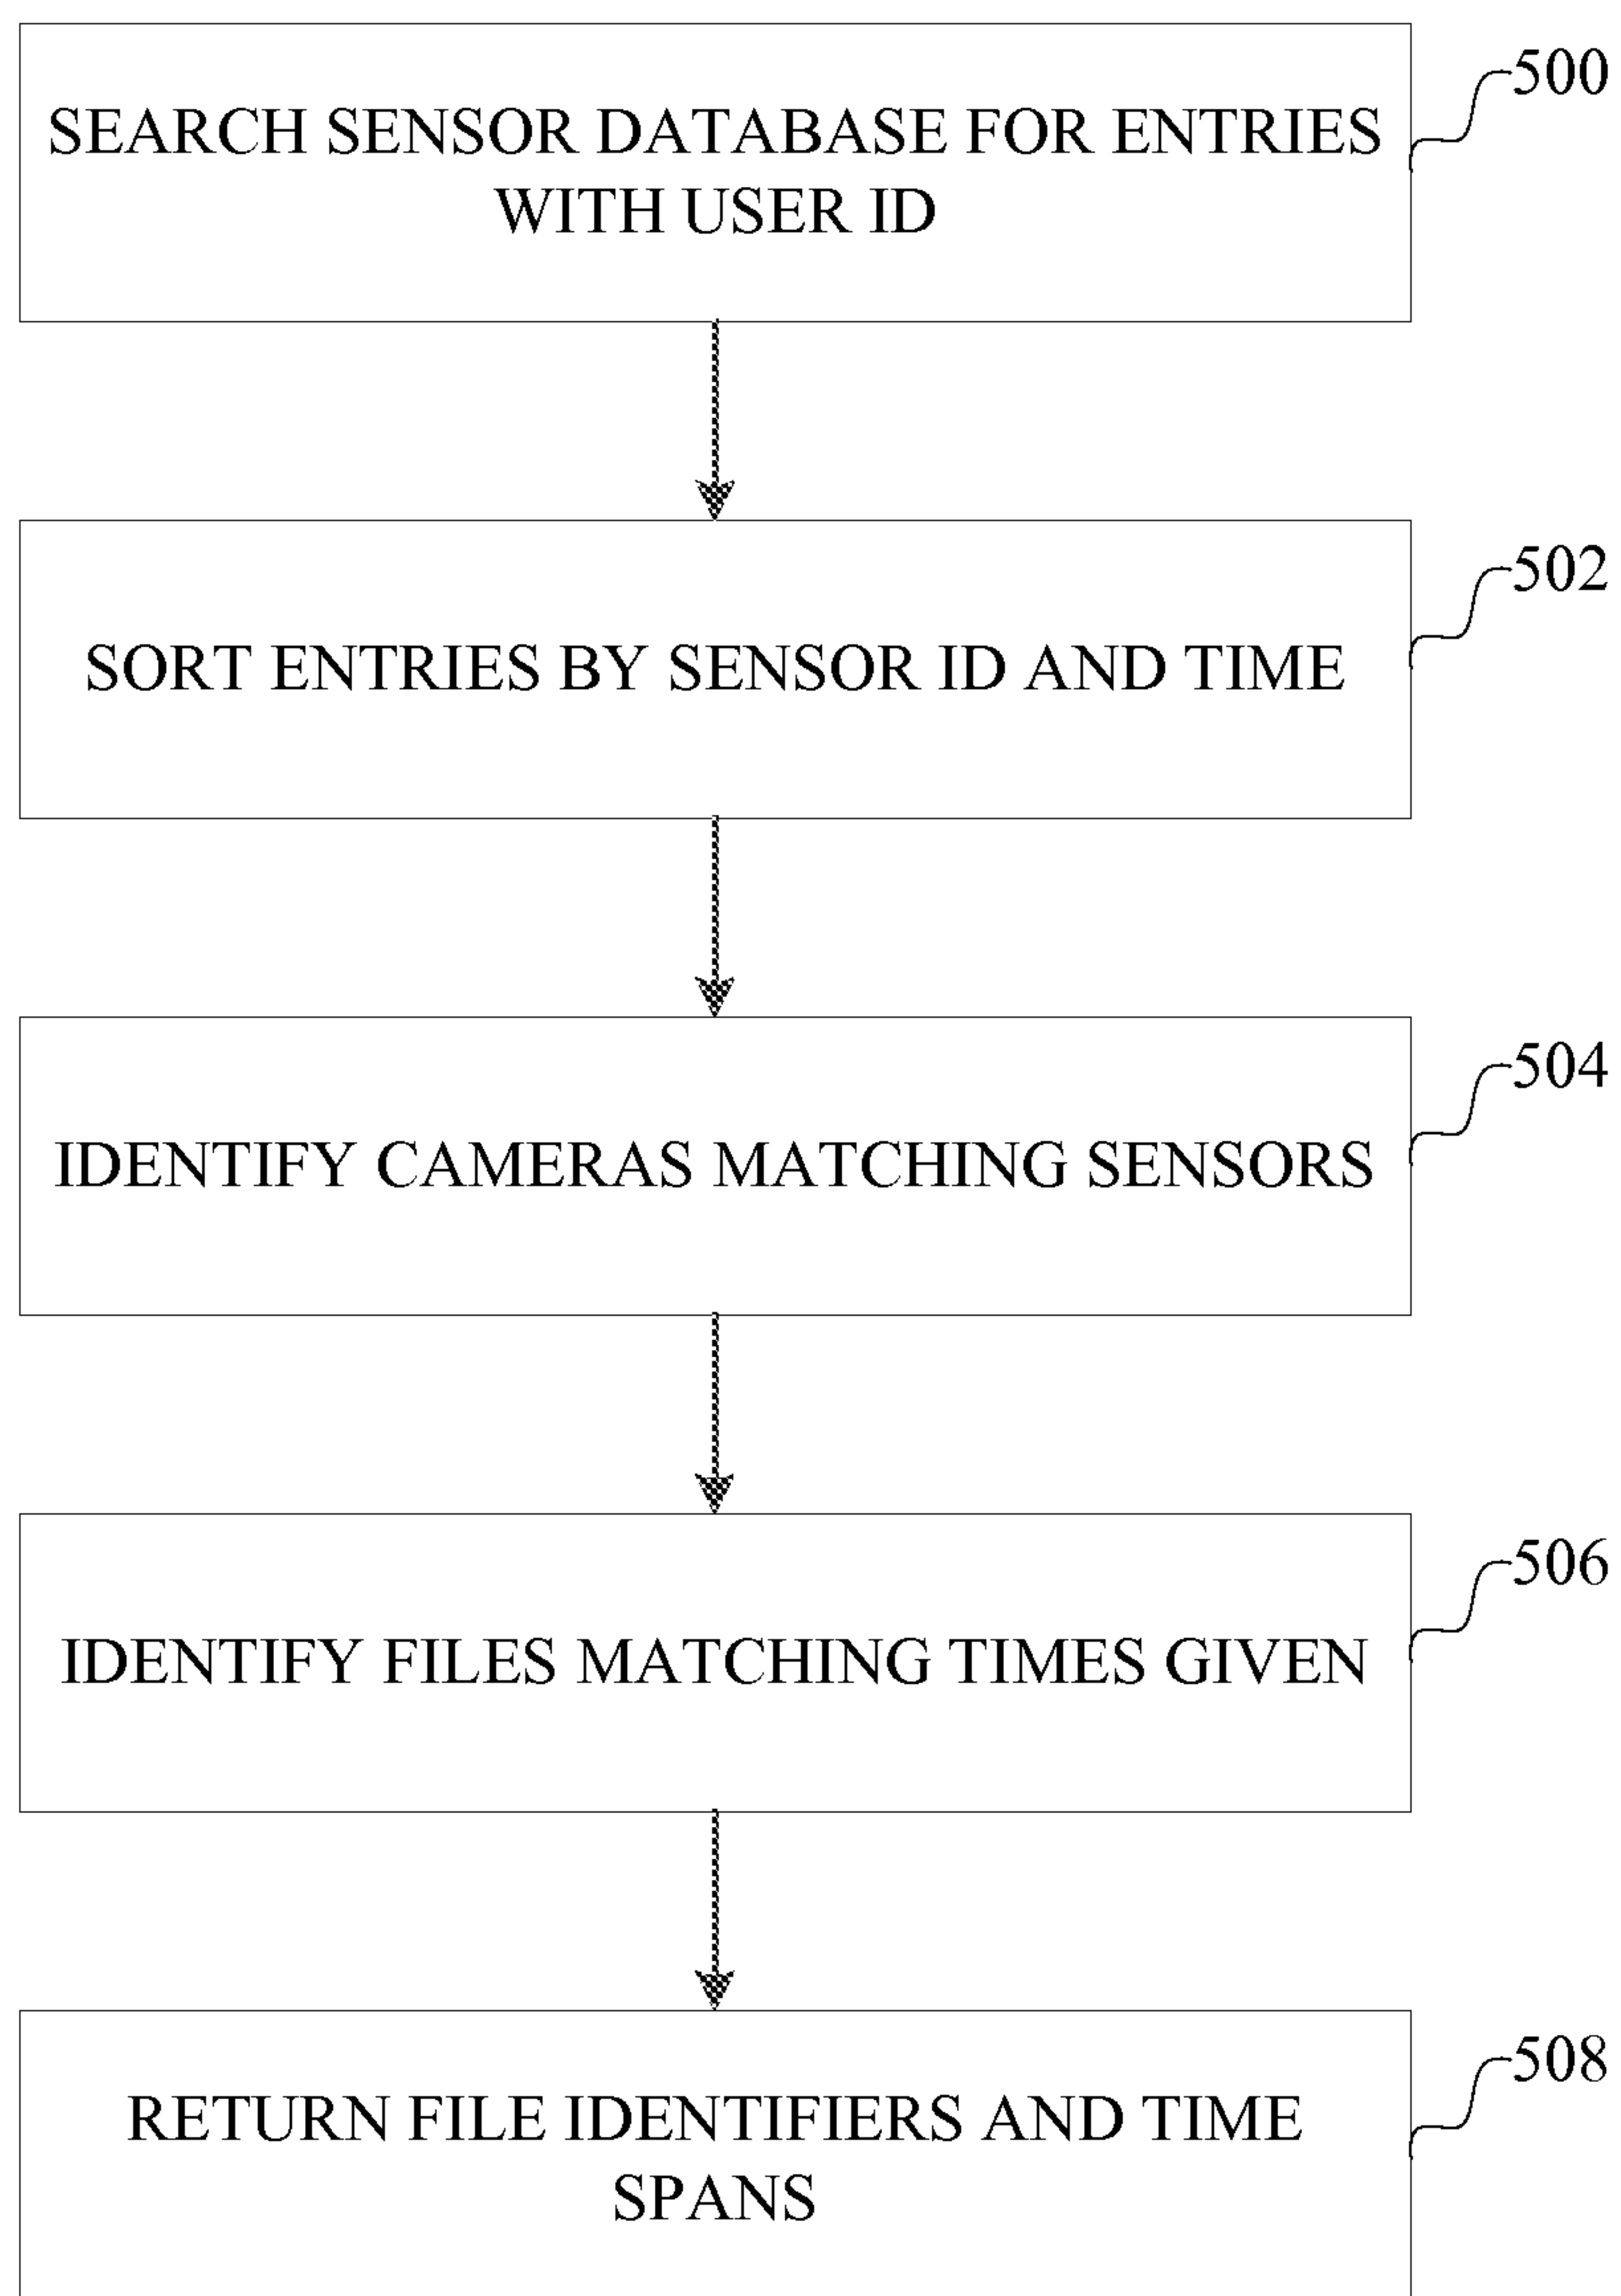 500
SEARCH SENSOR DATABASE FOR ENTRIES
WITH USER ID
502
SORT ENTRIES BY SENSOR ID AND TIME
504
IDENTIFY CAMERAS MATCHING SENSORS
506
IDENTIFY FILES MATCHING TIMES GIVEN
508
RETURN FILE IDENTIFIERS AND TIME
SPANS